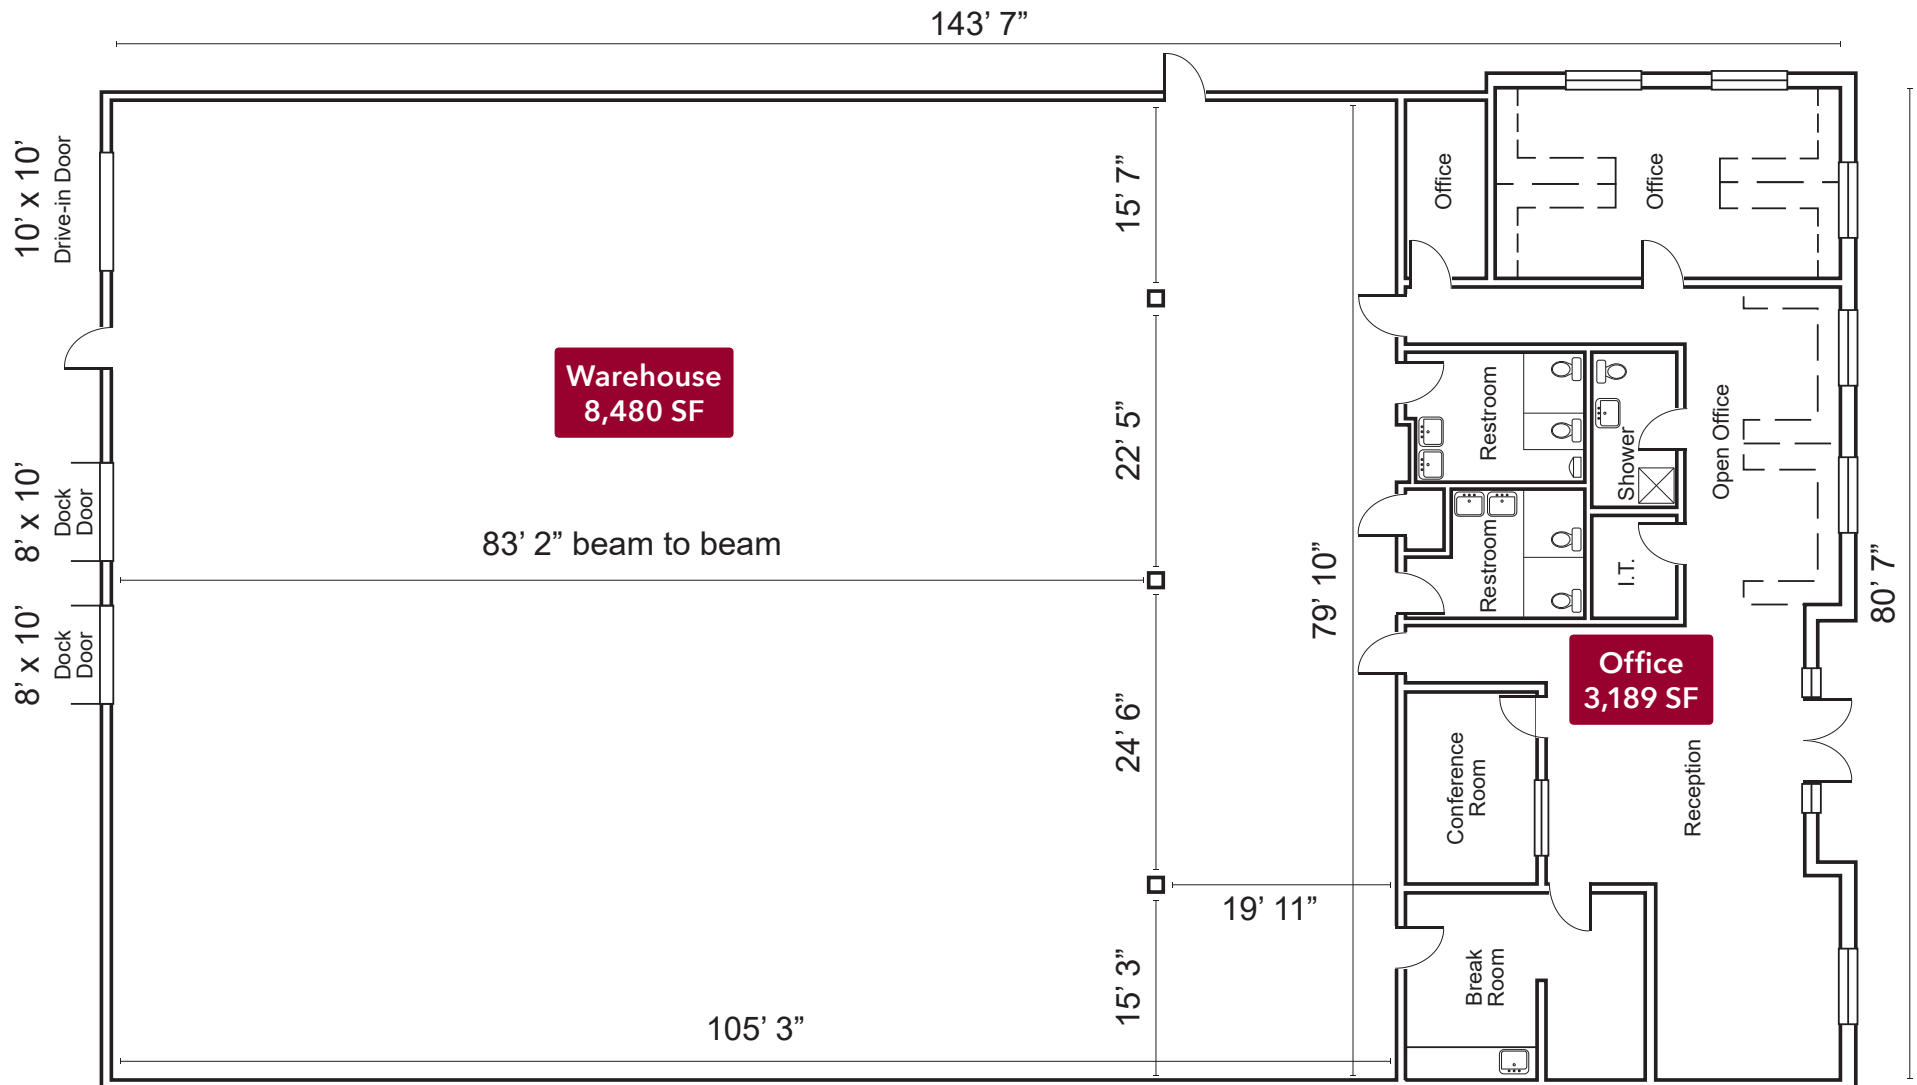 143’ 7”
10’ x 10’
Drive-in Door
15’ 7”
Office
Office
Warehouse
8,480 SF
22’ 5”
Restroom
Shower
Open Office
8’ x 10’
Dock
Door
83’ 2” beam to beam
79’ 10”
Restroom
I.T.
80’ 7”
8’ x 10’
Dock
Door
Office
3,189 SF
24’ 6”
Conference
Room
Reception
19’ 11”
15’ 3”
Break
Room
105’ 3”